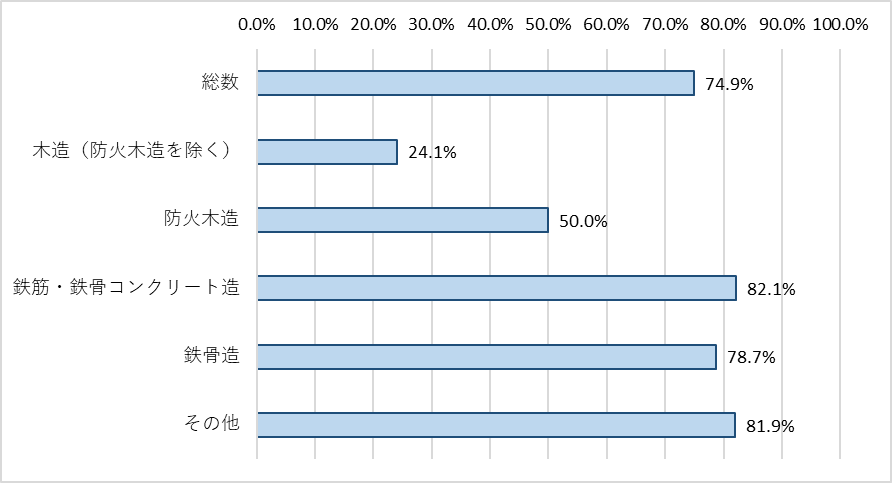 0.0% 10.0% 20.0% 30.0% 40.0% 50.0% 60.0% 70.0% 80.0% 90.0% 100.0%
総数 74.9%
木造（防火木造を除く） 24.1%
防火木造 50.0%
鉄筋・鉄骨コンクリート造 82.1%
鉄骨造 78.7%
その他 81.9%